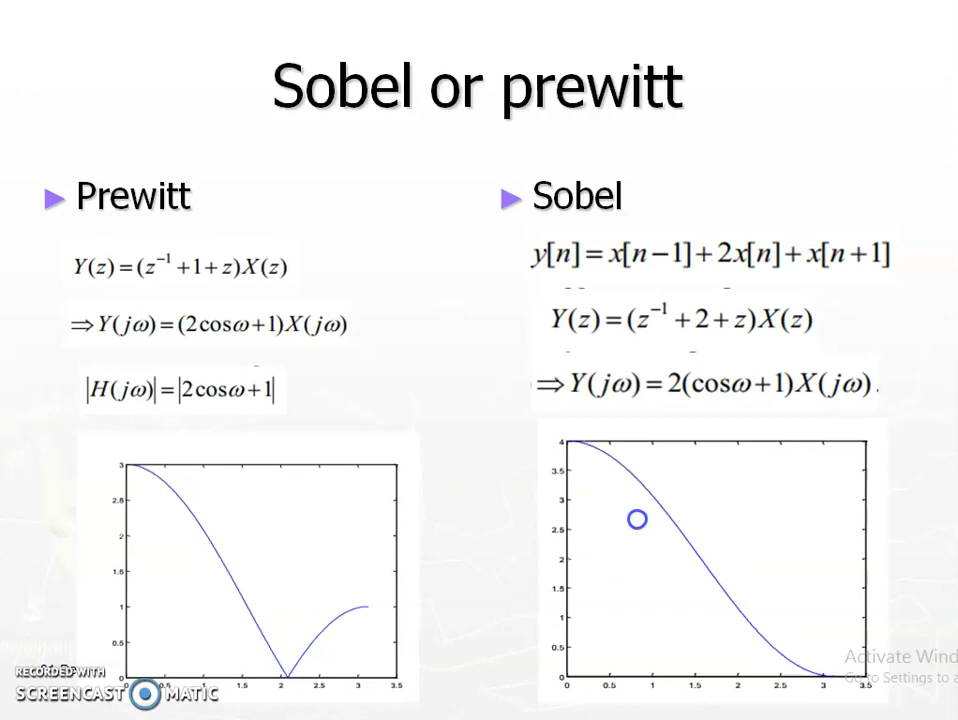 Sobel or prewitt
► Prewitt
Y(z) = (z⁻¹ + 1 + z)X(z)
⇒ Y(jω) = (2cosω + 1)X(jω)
|H(jω)| = |2cosω + 1|
3
2.5
2
1.5
1
0.5
0
0.5 1 1.5 2 2.5 3 3.5
► Sobel
y[n] = x[n − 1] + 2x[n] + x[n + 1]
Y(z) = (z⁻¹ + 2 + z)X(z)
⇒ Y(jω) = 2(cosω + 1)X(jω).
4
3.5
3
2.5
2
1.5
1
0.5
0
0 0.5 1 1.5 2 2.5 3 3.5
Activate Wind
Go to Settings to a
RECORDED WITH
SCREENCAST MATIC